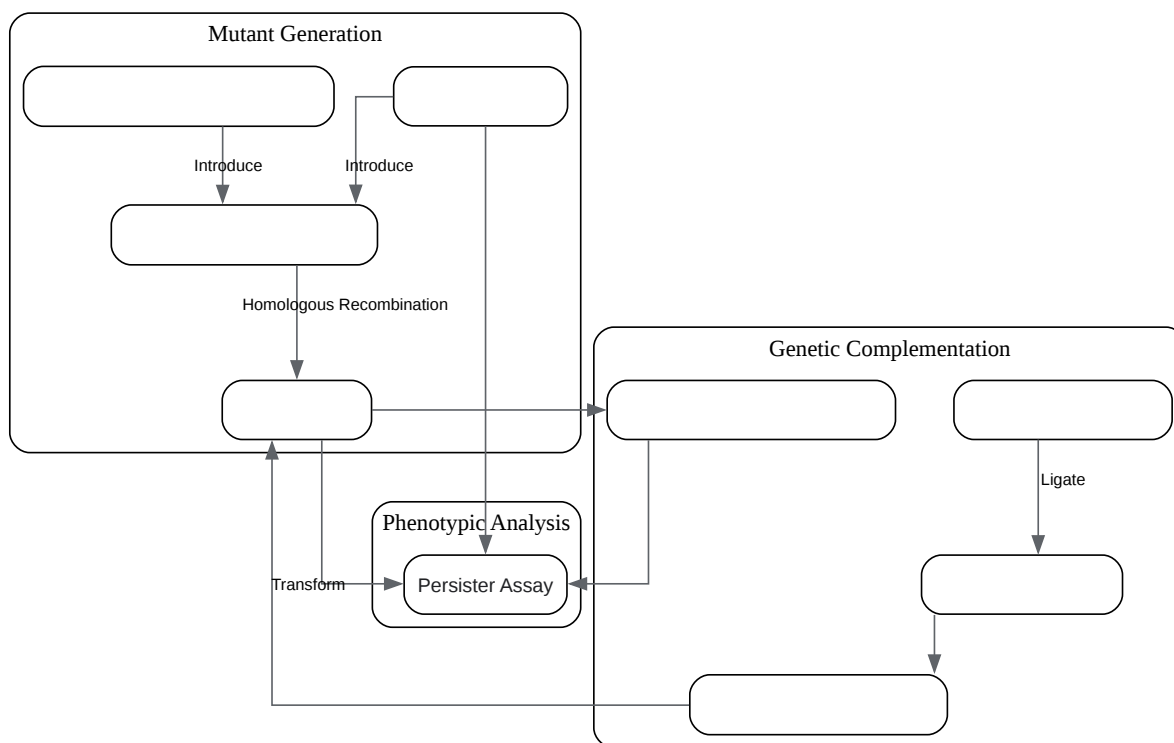 Mutant Generation
Introduce
Introduce
Homologous Recombination
Genetic Complementation
Ligate
Phenotypic Analysis
Transform
Persister Assay